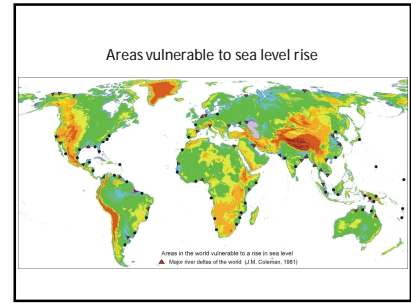 Areas vulnerable to sea level rise
Areas in the world vulnerable to a rise in sea level
Major river deltas of the world (J.M. Coleman, 1981)